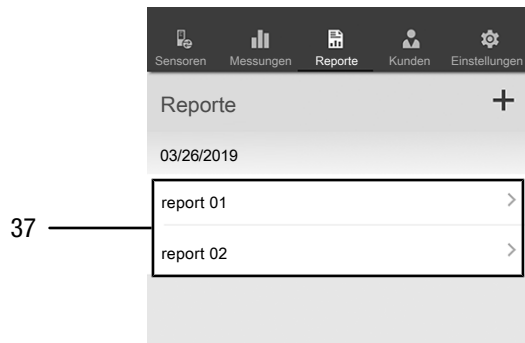 Sensoren Messungen Reporte Kunden Einstellungen
Reporte +
03/26/2019
report 01
37
report 02